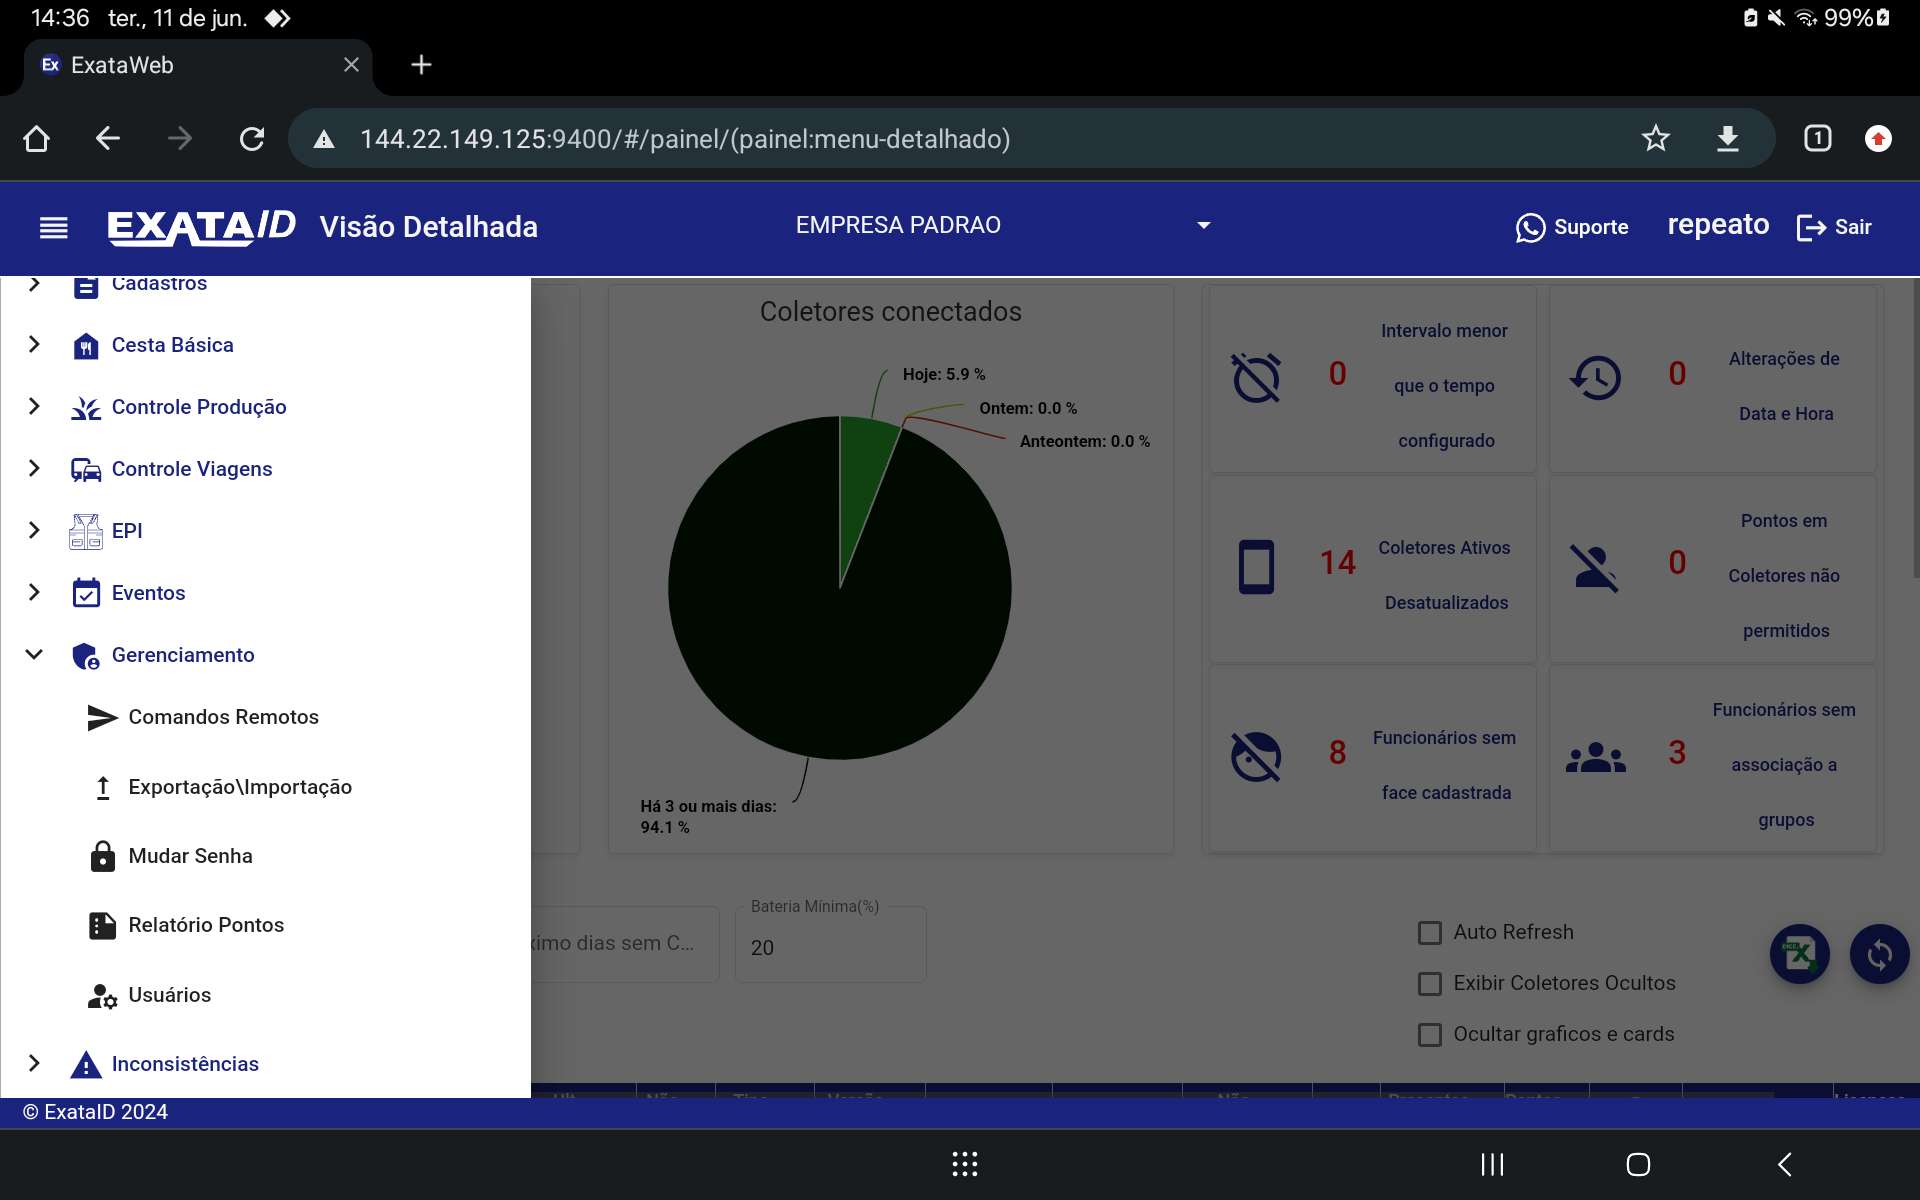 14:36 ter., 11 de jun.
99%
Ex ExataWeb
144.22.149.125:9400/#/painel/(painel:menu-detalhado)
1
EXATAID Visão Detalhada
EMPRESA PADRAO
Suporte
repeato
Sair
Cadastros
Cesta Básica
Controle Produção
Controle Viagens
EPI
Eventos
Gerenciamento
Comandos Remotos
Exportação\Importação
Mudar Senha
Relatório Pontos
Usuários
Inconsistências
Coletores conectados
Hoje: 5.9 %
Ontem: 0.0 %
Anteontem: 0.0 %
Há 3 ou mais dias:
94.1 %
0
Intervalo menor
que o tempo
configurado
0
Alterações de
Data e Hora
14
Coletores Ativos
Desatualizados
0
Pontos em
Coletores não
permitidos
8
Funcionários sem
face cadastrada
3
Funcionários sem
associação a
grupos
ximo dias sem C...
Bateria Mínima(%)
20
Auto Refresh
Exibir Coletores Ocultos
Ocultar graficos e cards
© ExataID 2024